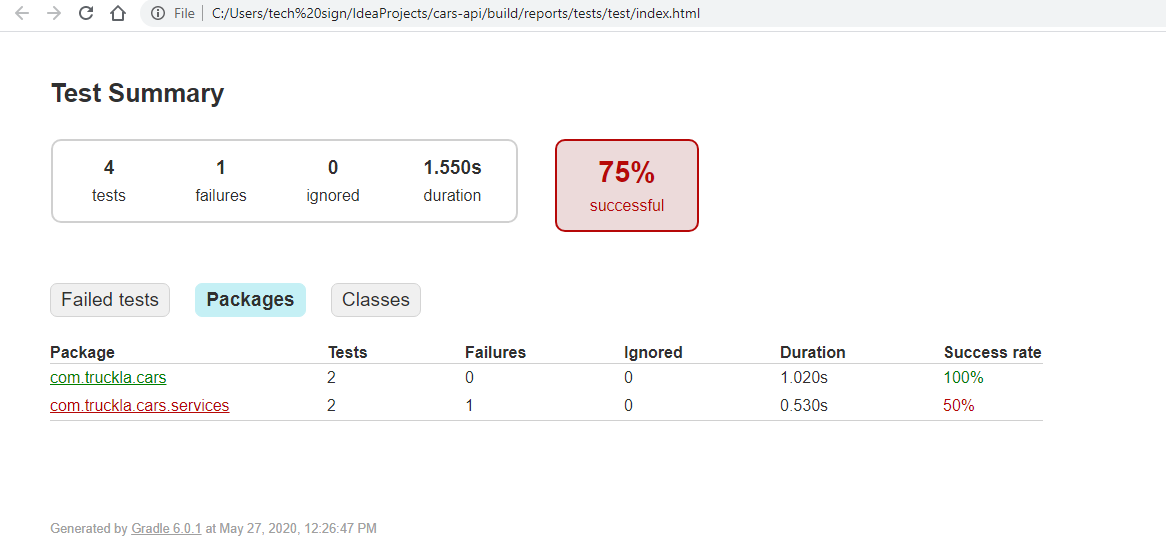 File C:/Users/tech%20sign/IdeaProjects/cars-api/build/reports/tests/test/index.html
Test Summary
4 1 0 1.550s
tests failures ignored duration
75%
successful
Failed tests Packages Classes
Package Tests Failures Ignored Duration Success rate
com.truckla.cars 2 0 0 1.020s 100%
com.truckla.cars.services 2 1 0 0.530s 50%
Generated by Gradle 6.0.1 at May 27, 2020, 12:26:47 PM